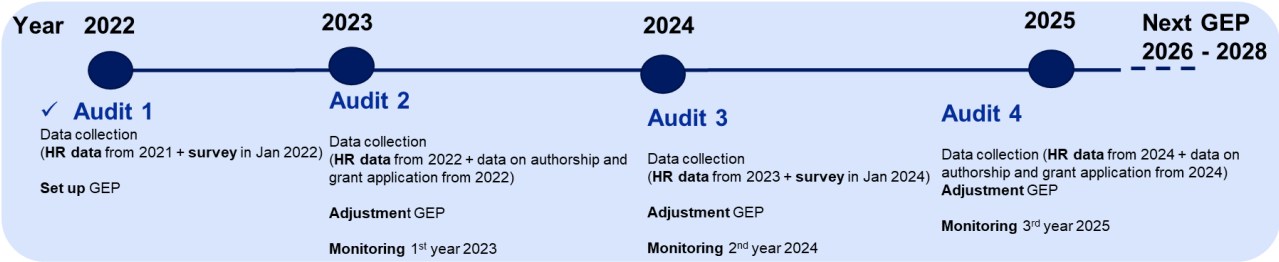 Year 2022 2023 2024 2025 Next GEP
2026 - 2028
✓ Audit 1
Data collection
(HR data from 2021 + survey in Jan 2022)
Set up GEP
Audit 2
Data collection
(HR data from 2022 + data on authorship and
grant application from 2022)
Adjustment GEP
Monitoring 1st year 2023
Audit 3
Data collection
(HR data from 2023 + survey in Jan 2024)
Adjustment GEP
Monitoring 2nd year 2024
Audit 4
Data collection (HR data from 2024 + data on
authorship and grant application from 2024)
Adjustment GEP
Monitoring 3rd year 2025